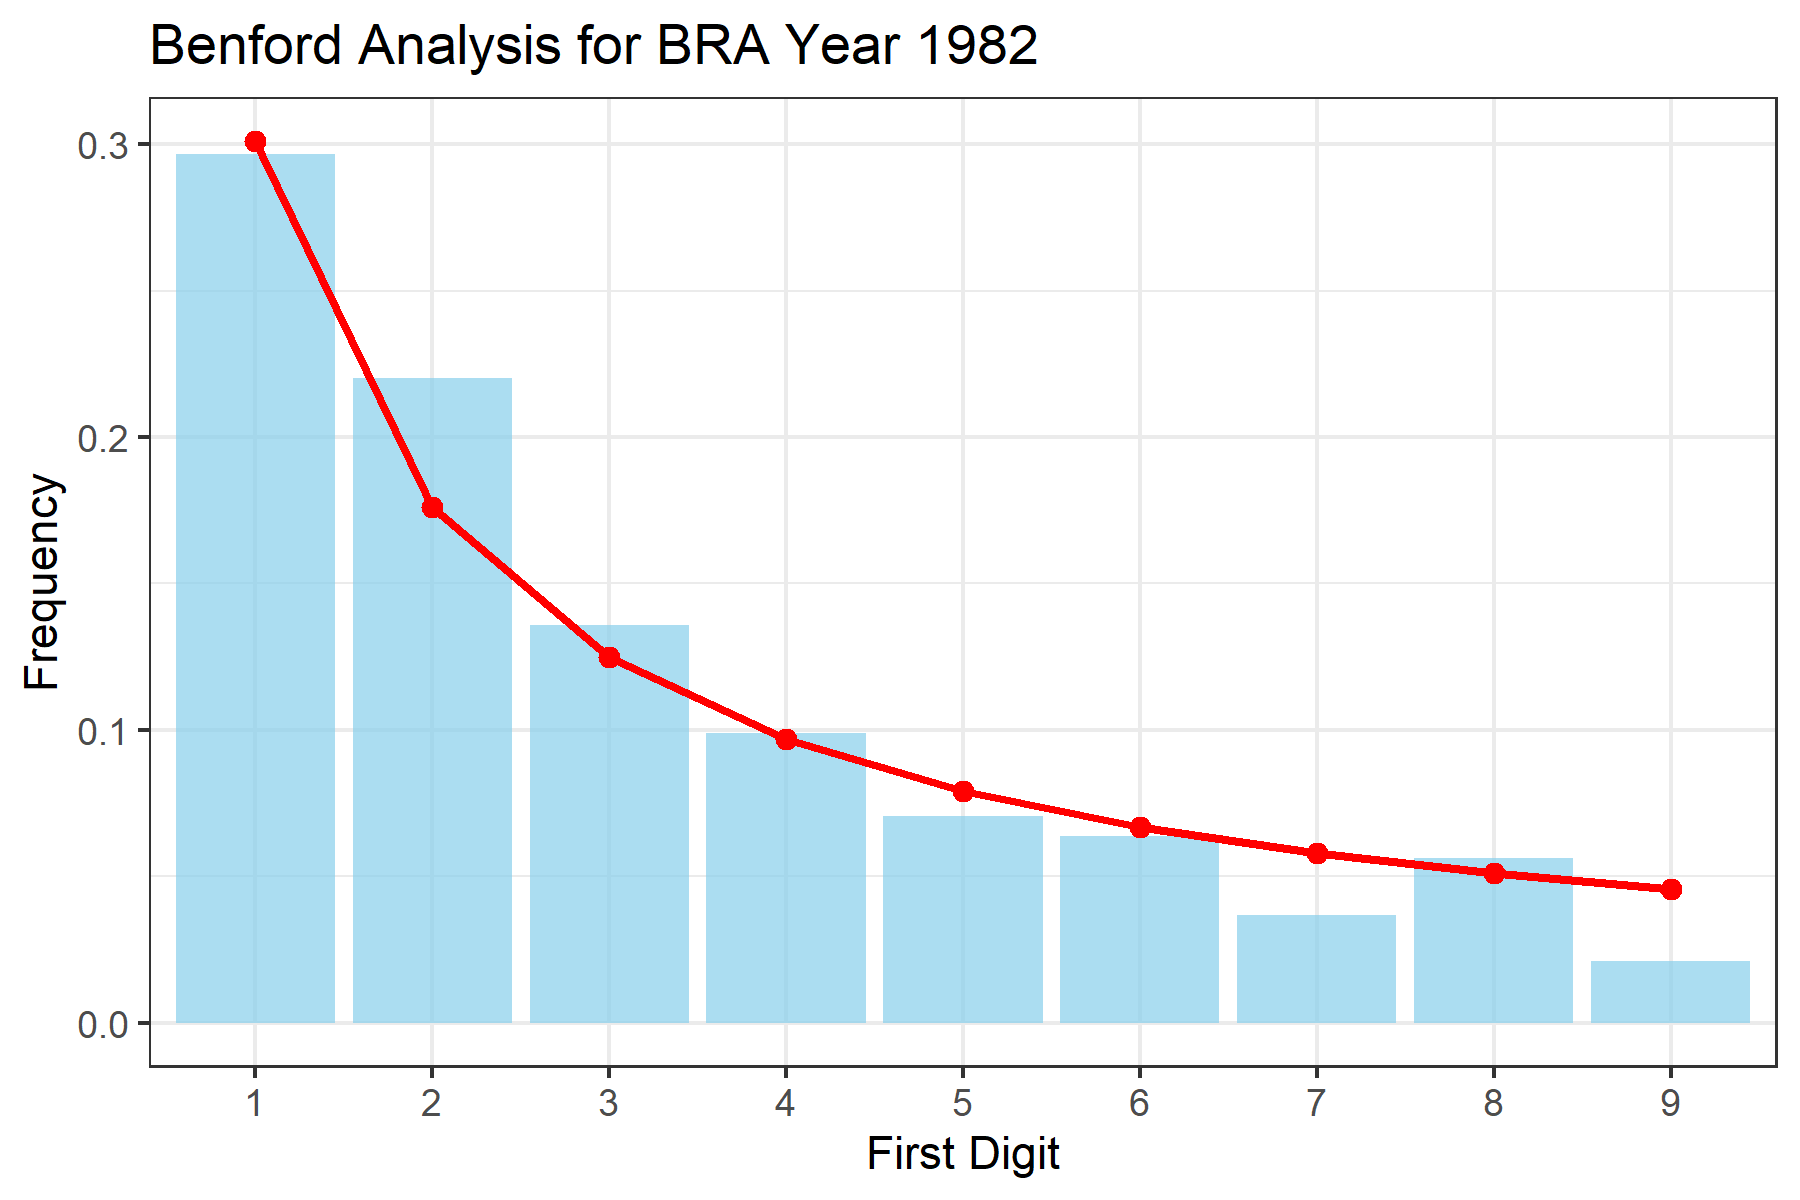 Benford Analysis for BRA Year 1982
Frequency
0.3
0.2
0.1
0.0
1 2 3 4 5 6 7 8 9
First Digit